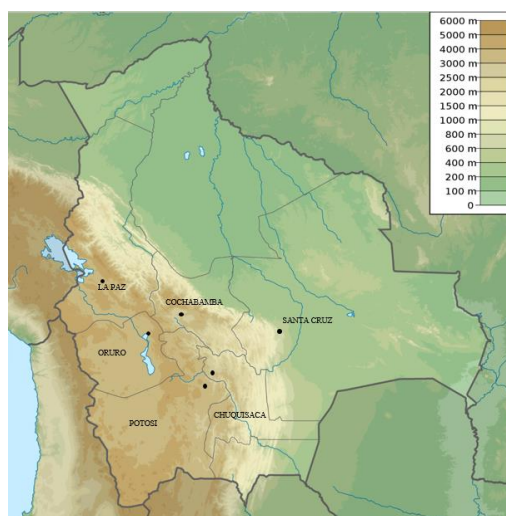 6000 m
5000 m
4000 m
3000 m
2500 m
2000 m
1500 m
1000 m
800 m
600 m
400 m
200 m
100 m
0
LA PAZ
COCHABAMBA
SANTA CRUZ
ORURO
POTOSI
CHUQUISACA